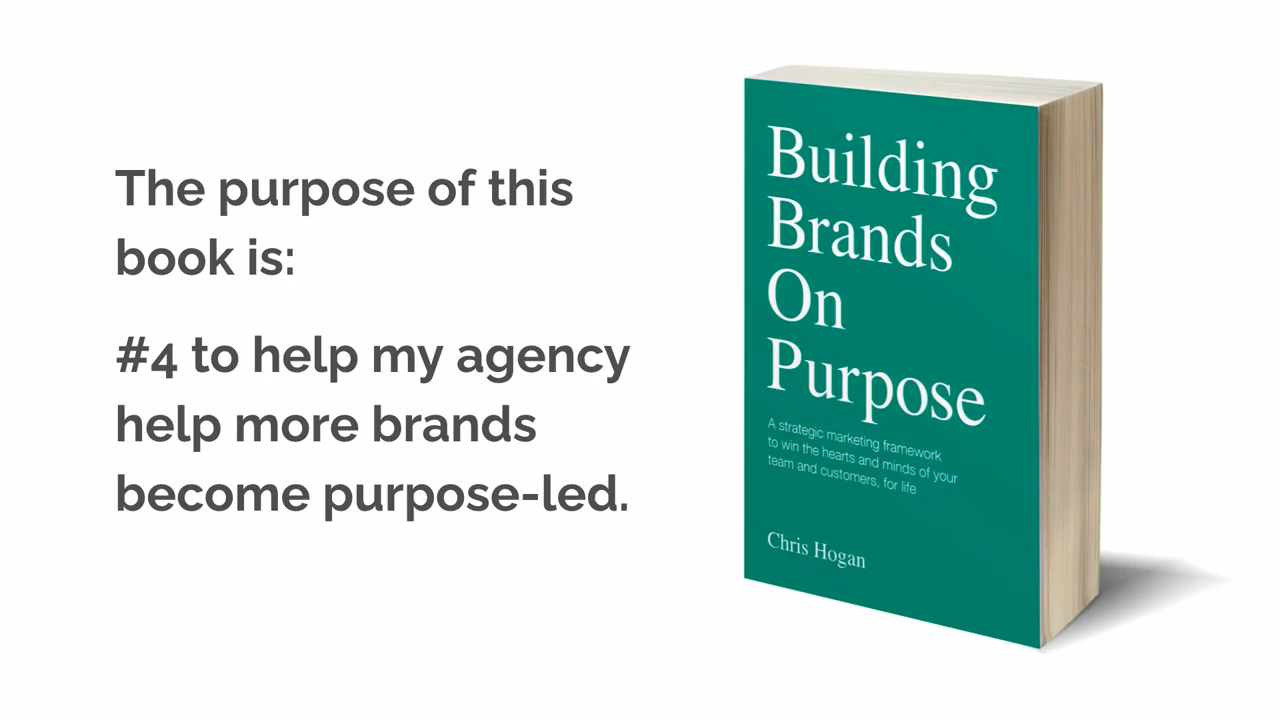 The purpose of this
book is:
#4 to help my agency
help more brands
become purpose-led.
Building
Brands
On
Purpose
A strategic marketing framework
to win the hearts and minds of your
team and customers, for life
Chris Hogan